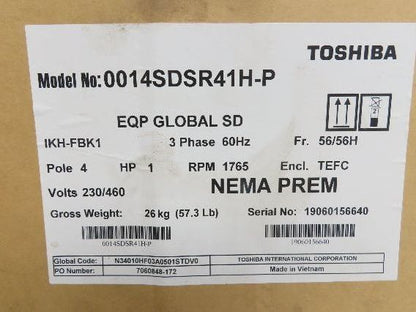 TOSHIBA
Model No: 0014SDSR41H-P
EQP GLOBAL SD
IKH-FBK1 3 Phase 60Hz Fr. 56/56H
Pole 4 HP 1 RPM 1765 Encl. TEFC
Volts 230/460 NEMA PREM
Gross Weight: 26 kg (57.3 Lb) Serial No: 19060156640
0014SDSR41H-P 19060156640
Global Code: N34010HF03A0501STDV0 TOSHIBA INTERNATIONAL CORPORATION
PO Number: 7060848-172 Made in Vietnam